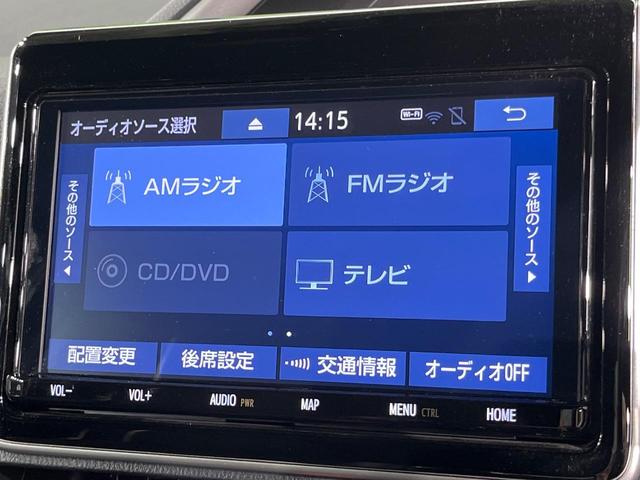 オーディオソース選択
14:15
Wi-Fi
その他のソース
AMラジオ
FMラジオ
その他のソース
CD/DVD
テレビ
配置変更
後席設定
交通情報
オーディオOFF
VOL−
VOL+
AUDIO PWR
MAP
MENU CTRL
HOME